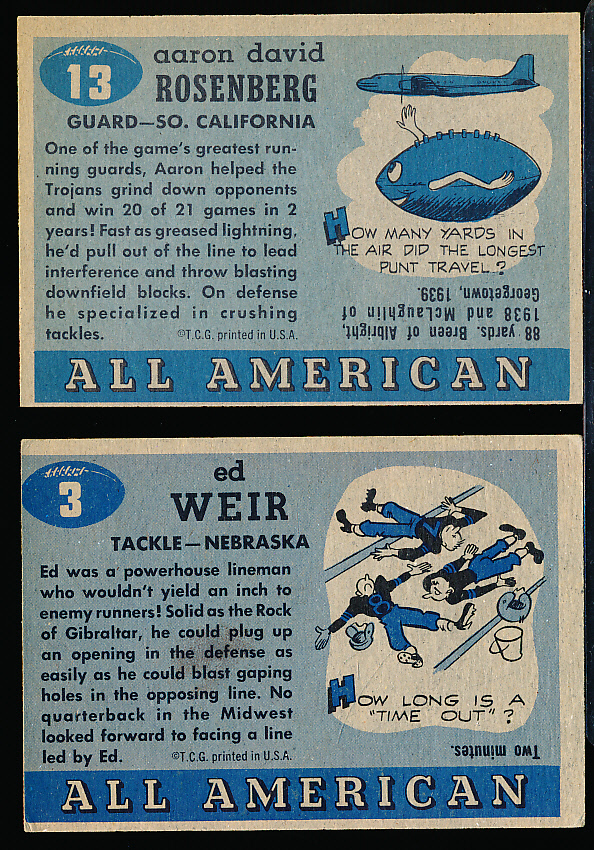 13
aaron david
ROSENBERG
GUARD—SO. CALIFORNIA
One of the game's greatest run-
ning guards, Aaron helped the
Trojans grind down opponents
and win 20 of 21 games in 2
years! Fast as greased lightning,
he'd pull out of the line to lead
interference and throw blasting
downfield blocks. On defense
he specialized in crushing
tackles.
©T.C.G. printed in U.S.A.
HOW MANY YARDS IN
THE AIR DID THE LONGEST
PUNT TRAVEL?
88 yards. Breen of Albright,
1938 and McLaughlin of
Georgetown, 1939.
ALL AMERICAN
3
ed
WEIR
TACKLE—NEBRASKA
Ed was a powerhouse lineman
who wouldn't yield an inch to
enemy runners! Solid as the Rock
of Gibraltar, he could plug up
an opening in the defense as
easily as he could blast gaping
holes in the opposing line. No
quarterback in the Midwest
looked forward to facing a line
led by Ed.
©T.C.G. printed in U.S.A.
HOW LONG IS A
"TIME OUT"?
Two minutes.
ALL AMERICAN